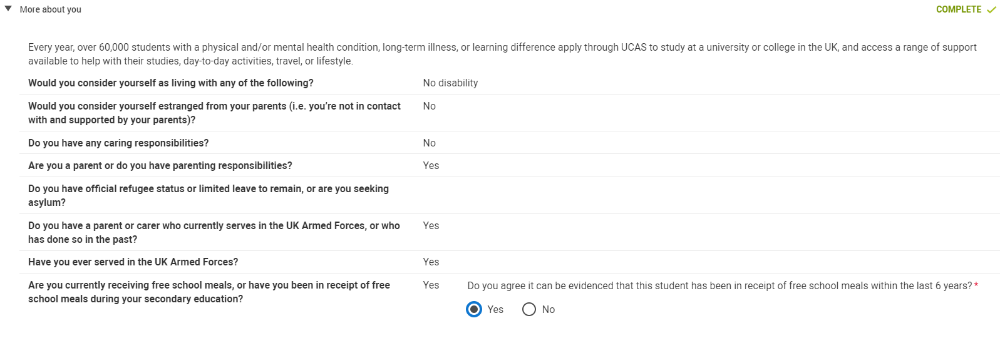 More about you COMPLETE
Every year, over 60,000 students with a physical and/or mental health condition, long-term illness, or learning difference apply through UCAS to study at a university or college in the UK, and access a range of support
available to help with their studies, day-to-day activities, travel, or lifestyle.
Would you consider yourself as living with any of the following? No disability
Would you consider yourself estranged from your parents (i.e. you’re not in contact No
with and supported by your parents)?
Do you have any caring responsibilities? No
Are you a parent or do you have parenting responsibilities? Yes
Do you have official refugee status or limited leave to remain, or are you seeking
asylum?
Do you have a parent or carer who currently serves in the UK Armed Forces, or who Yes
has done so in the past?
Have you ever served in the UK Armed Forces? Yes
Are you currently receiving free school meals, or have you been in receipt of free Yes Do you agree it can be evidenced that this student has been in receipt of free school meals within the last 6 years? *
school meals during your secondary education?
Yes No